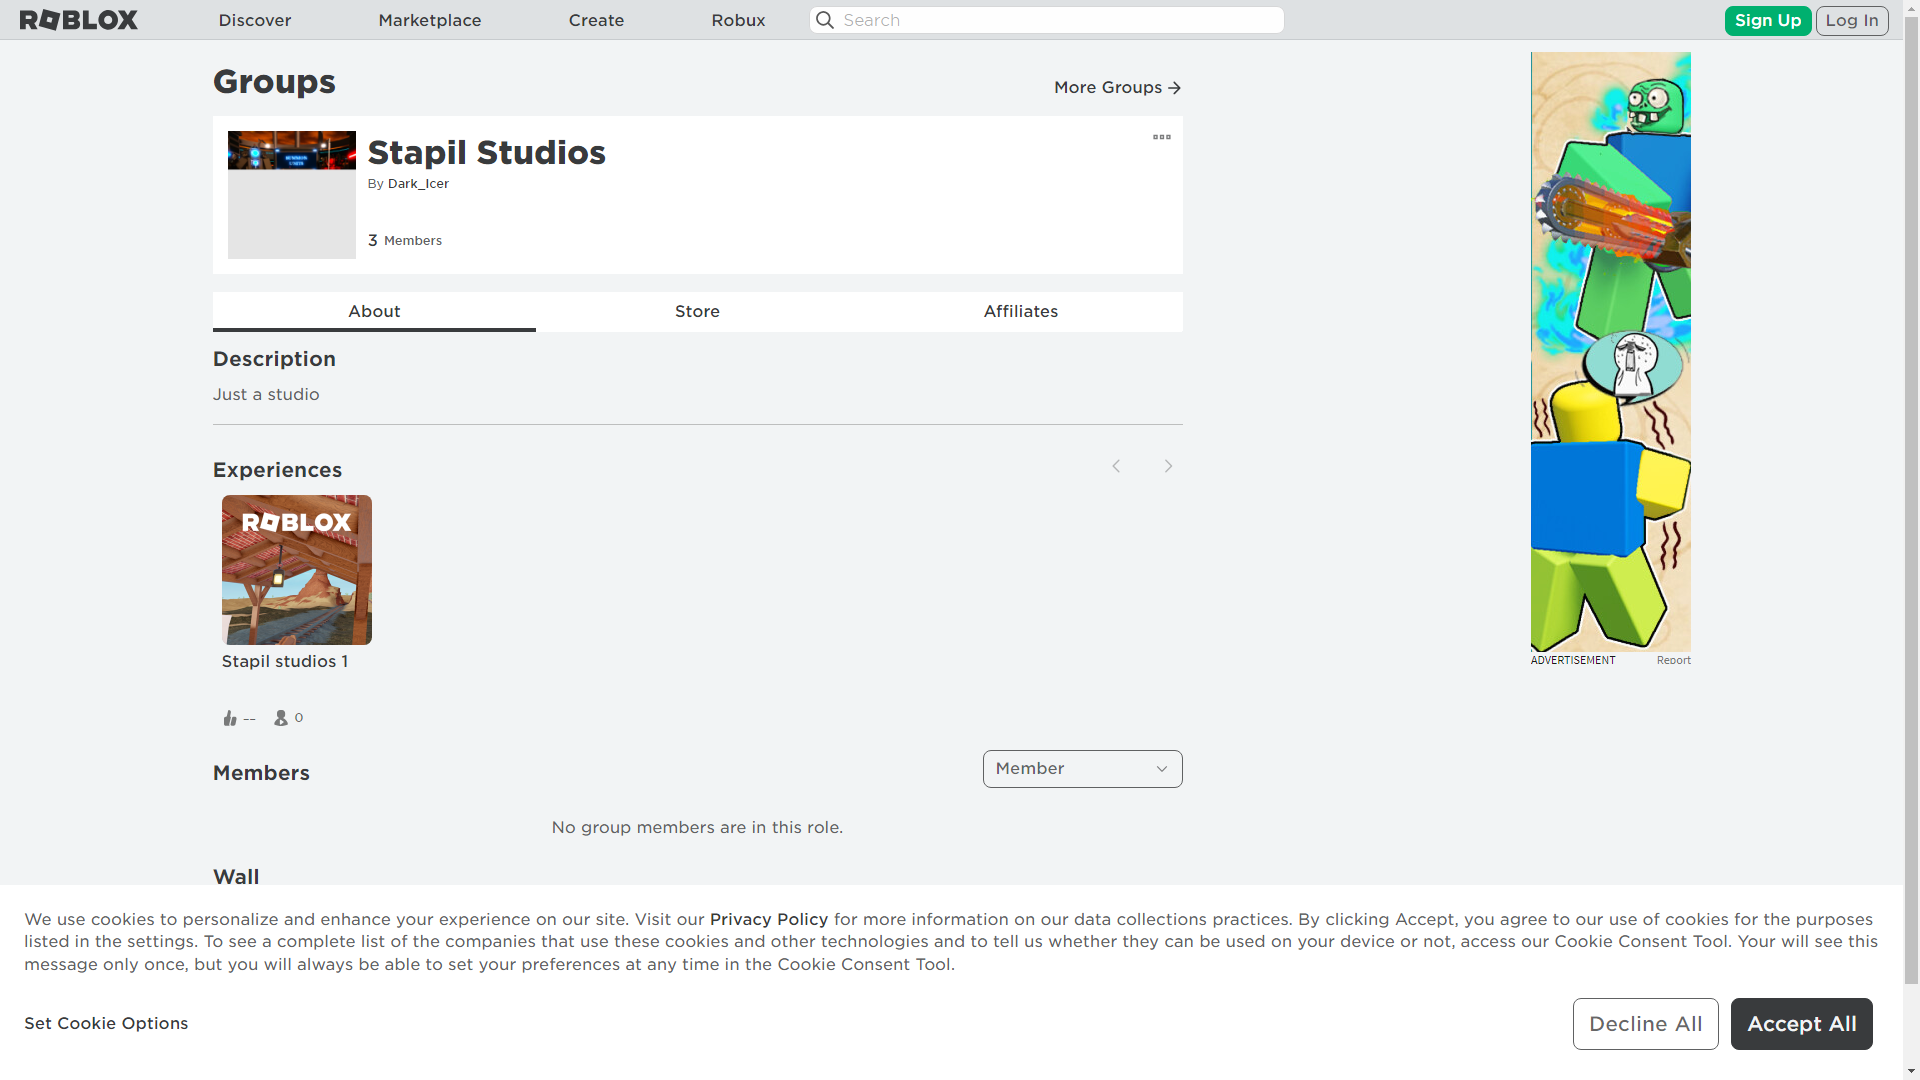 ROBLOX
Discover
Marketplace
Create
Robux
Search
Sign Up
Log In
Groups
More Groups
Stapil Studios
By Dark_Icer
3 Members
About
Store
Affiliates
Description
Just a studio
Experiences
ROBLOX
Stapil studios 1
--
0
ADVERTISEMENT
Report
Members
Member
No group members are in this role.
Wall
We use cookies to personalize and enhance your experience on our site. Visit our Privacy Policy for more information on our data collections practices. By clicking Accept, you agree to our use of cookies for the purposes
listed in the settings. To see a complete list of the companies that use these cookies and other technologies and to tell us whether they can be used on your device or not, access our Cookie Consent Tool. Your will see this
message only once, but you will always be able to set your preferences at any time in the Cookie Consent Tool.
Set Cookie Options
Decline All
Accept All